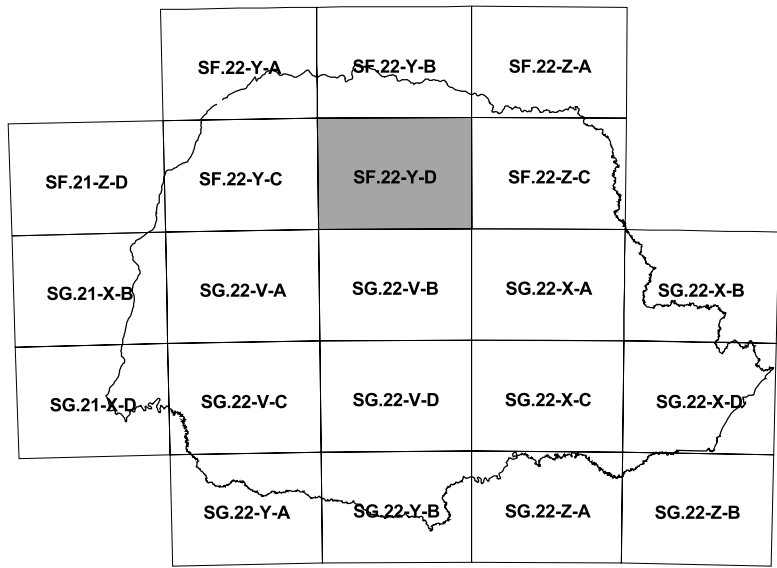 SF.22-Y-A SF.22-Y-B SF.22-Z-A
SF.21-Z-D SF.22-Y-C SF.22-Y-D SF.22-Z-C
SG.21-X-B SG.22-V-A SG.22-V-B SG.22-X-A SG.22-X-B
SG.21-X-D SG.22-V-C SG.22-V-D SG.22-X-C SG.22-X-D
SG.22-Y-A SG.22-Y-B SG.22-Z-A SG.22-Z-B